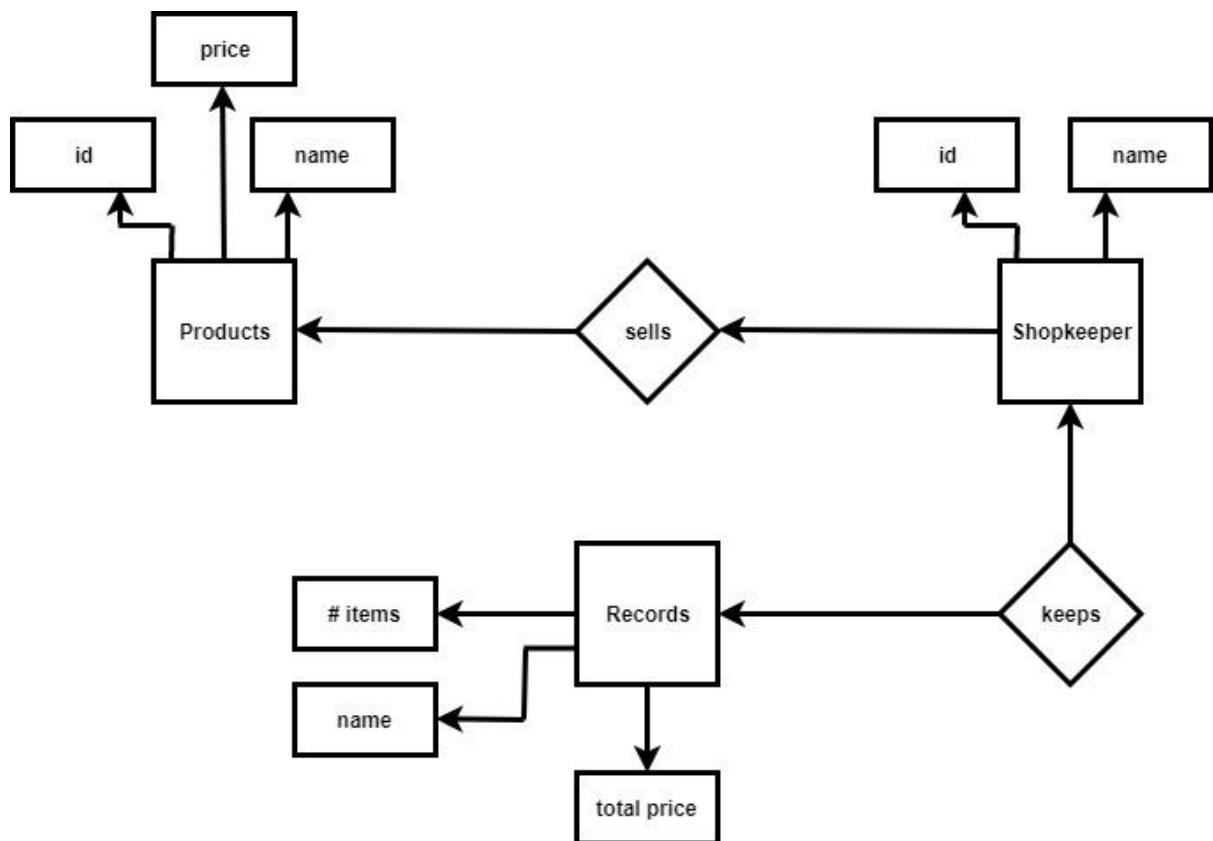 price
id
name
id
name
Products
sells
Shopkeeper
# items
Records
keeps
name
total price